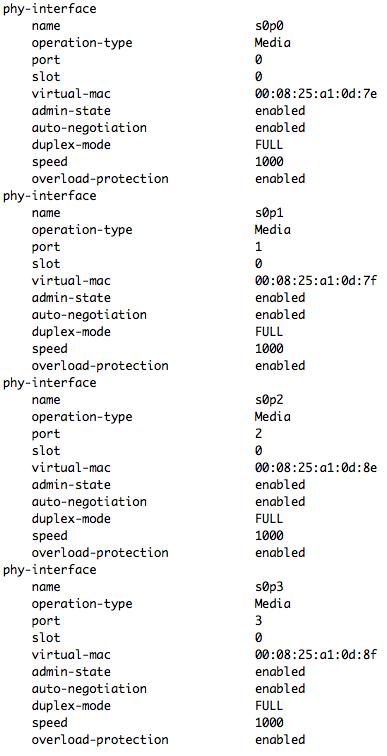 phy-interface
name s0p0
operation-type Media
port 0
slot 0
virtual-mac 00:08:25:a1:0d:7e
admin-state enabled
auto-negotiation enabled
duplex-mode FULL
speed 1000
overload-protection enabled
phy-interface
name s0p1
operation-type Media
port 1
slot 0
virtual-mac 00:08:25:a1:0d:7f
admin-state enabled
auto-negotiation enabled
duplex-mode FULL
speed 1000
overload-protection enabled
phy-interface
name s0p2
operation-type Media
port 2
slot 0
virtual-mac 00:08:25:a1:0d:8e
admin-state enabled
auto-negotiation enabled
duplex-mode FULL
speed 1000
overload-protection enabled
phy-interface
name s0p3
operation-type Media
port 3
slot 0
virtual-mac 00:08:25:a1:0d:8f
admin-state enabled
auto-negotiation enabled
duplex-mode FULL
speed 1000
overload-protection enabled